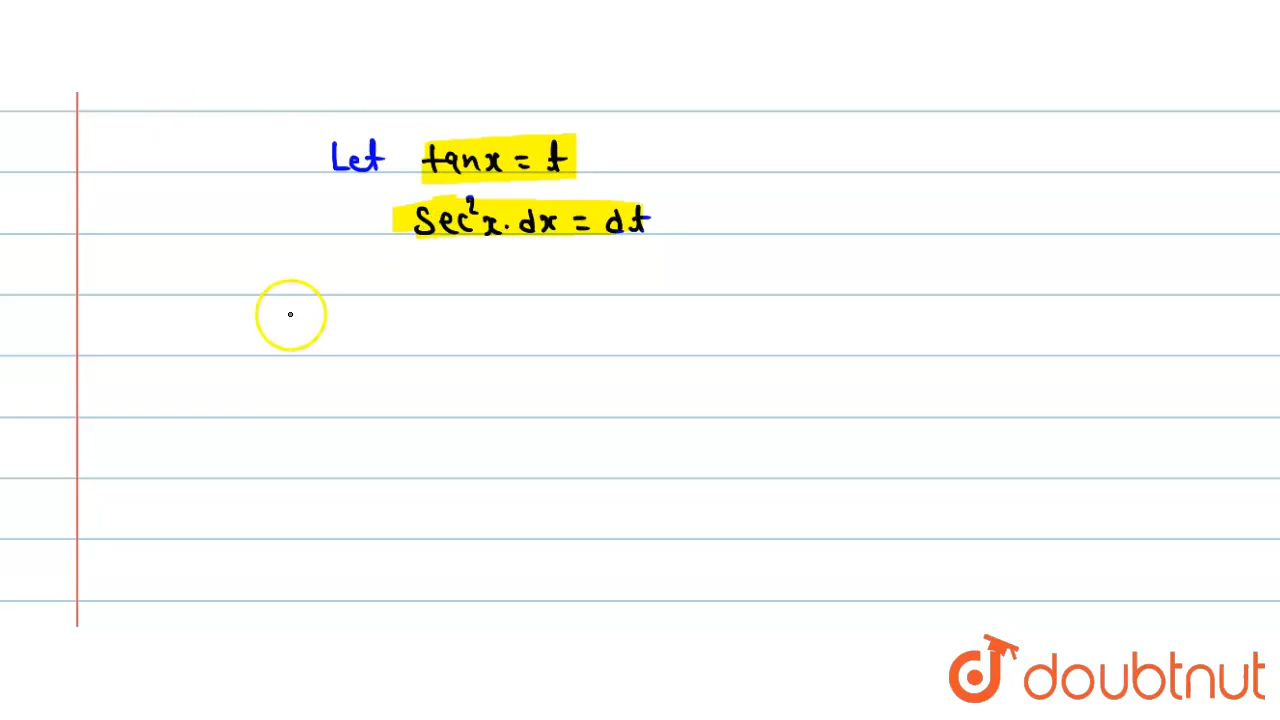 Let tanx = t
Sec²x. dx = dt
doubtnut